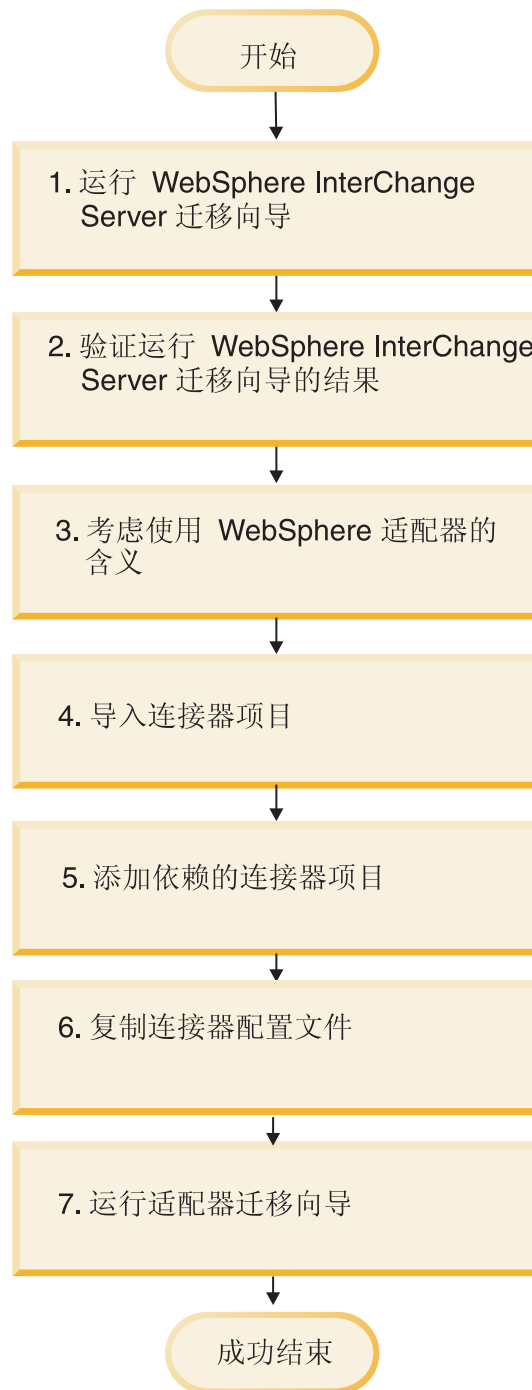 开始
1. 运行 WebSphere InterChange
Server 迁移向导
2. 验证运行 WebSphere InterChange
Server 迁移向导的结果
3. 考虑使用 WebSphere 适配器的
含义
4. 导入连接器项目
5. 添加依赖的连接器项目
6. 复制连接器配置文件
7. 运行适配器迁移向导
成功结束